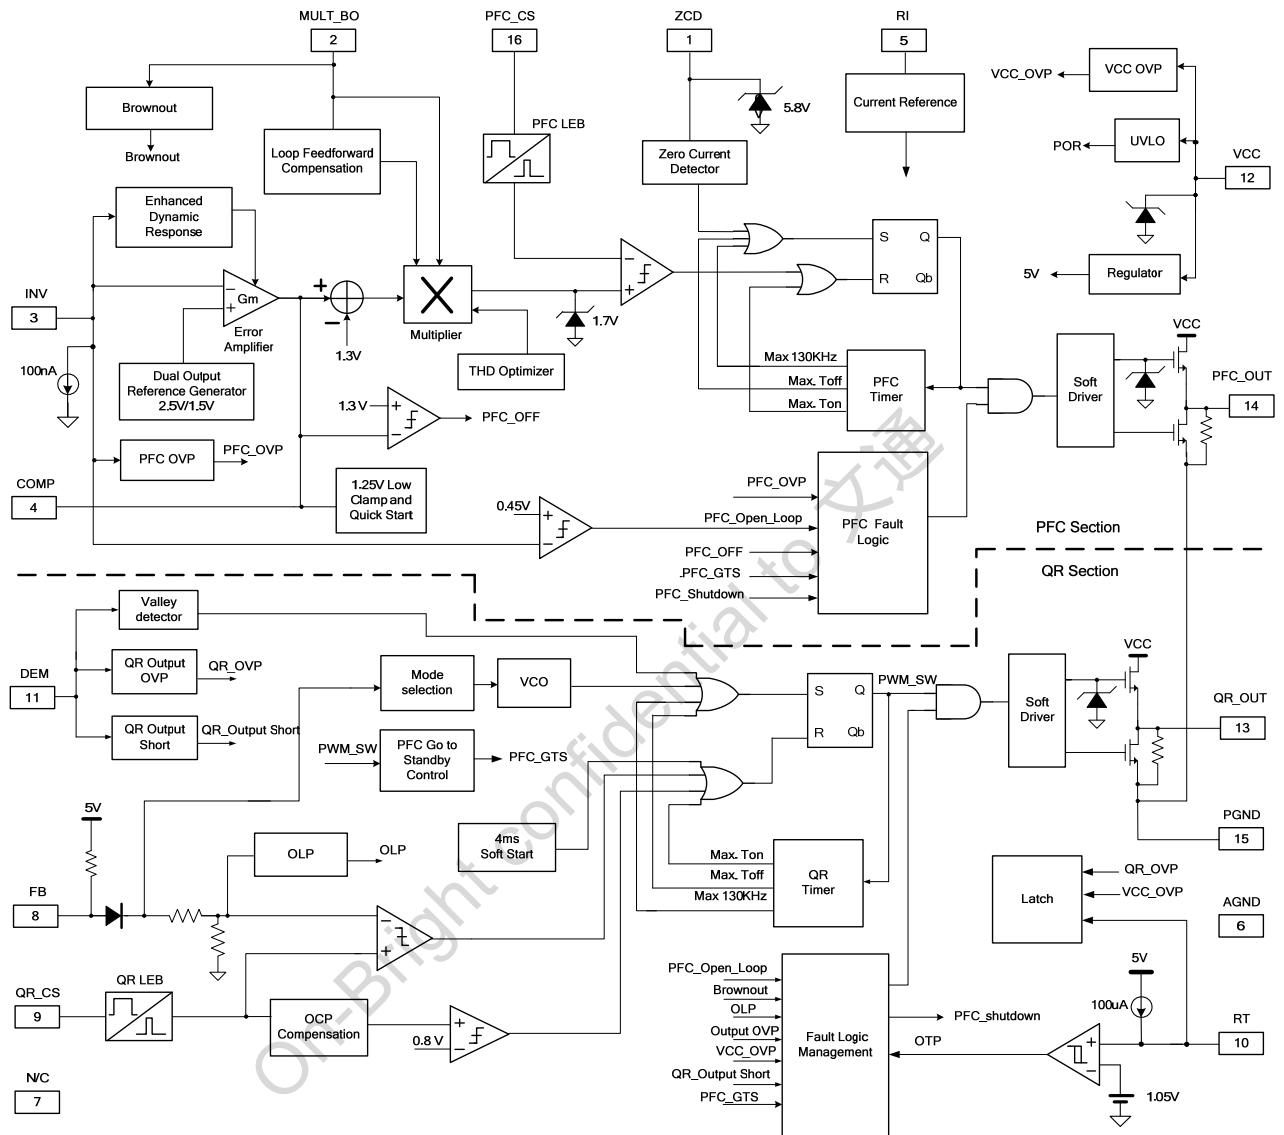 MULT_BO
2
PFC_CS
16
ZCD
1
RI
5
Brownout
Brownout
Loop Feedforward
Compensation
PFC LEB
5.8V
Zero Current
Detector
Current Reference
VCC_OVP
VCC OVP
POR
UVLO
VCC
12
5V
Regulator
Enhanced
Dynamic
Response
INV
3
Gm
−
+
Error
Amplifier
+
−
1.3V
Multiplier
1.7V
−
+
S
Q
R
Qb
100nA
Dual Output
Reference Generator
2.5V/1.5V
THD Optimizer
Max 130KHz
Max. Toff
Max. Ton
PFC
Timer
Soft
Driver
VCC
PFC_OUT
14
1.3 V
+
−
PFC_OFF
PFC OVP
PFC_OVP
COMP
4
1.25V Low
Clamp and
Quick Start
0.45V
+
−
PFC_OVP
PFC_Open_Loop
PFC_OFF
.PFC_GTS
PFC_Shutdown
PFC Fault
Logic
PFC Section
QR Section
Valley
detector
DEM
11
QR Output
OVP
QR_OVP
QR Output
Short
QR_Output Short
Mode
selection
VCO
PWM_SW
PFC Go to
Standby
Control
PFC_GTS
S
Q
R
Qb
PWM_SW
Soft
Driver
VCC
QR_OUT
13
PGND
15
5V
OLP
OLP
4ms
Soft Start
Max. Ton
Max. Toff
Max 130KHz
QR
Timer
FB
8
−
+
Latch
QR_OVP
VCC_OVP
AGND
6
QR_CS
9
QR LEB
OCP
Compensation
0.8 V
+
−
PFC_Open_Loop
Brownout
OLP
Output OVP
VCC_OVP
QR_Output Short
PFC_GTS
Fault Logic
Management
PFC_shutdown
OTP
5V
100uA
+
−
1.05V
RT
10
N/C
7
On-Bright confidential to 文通